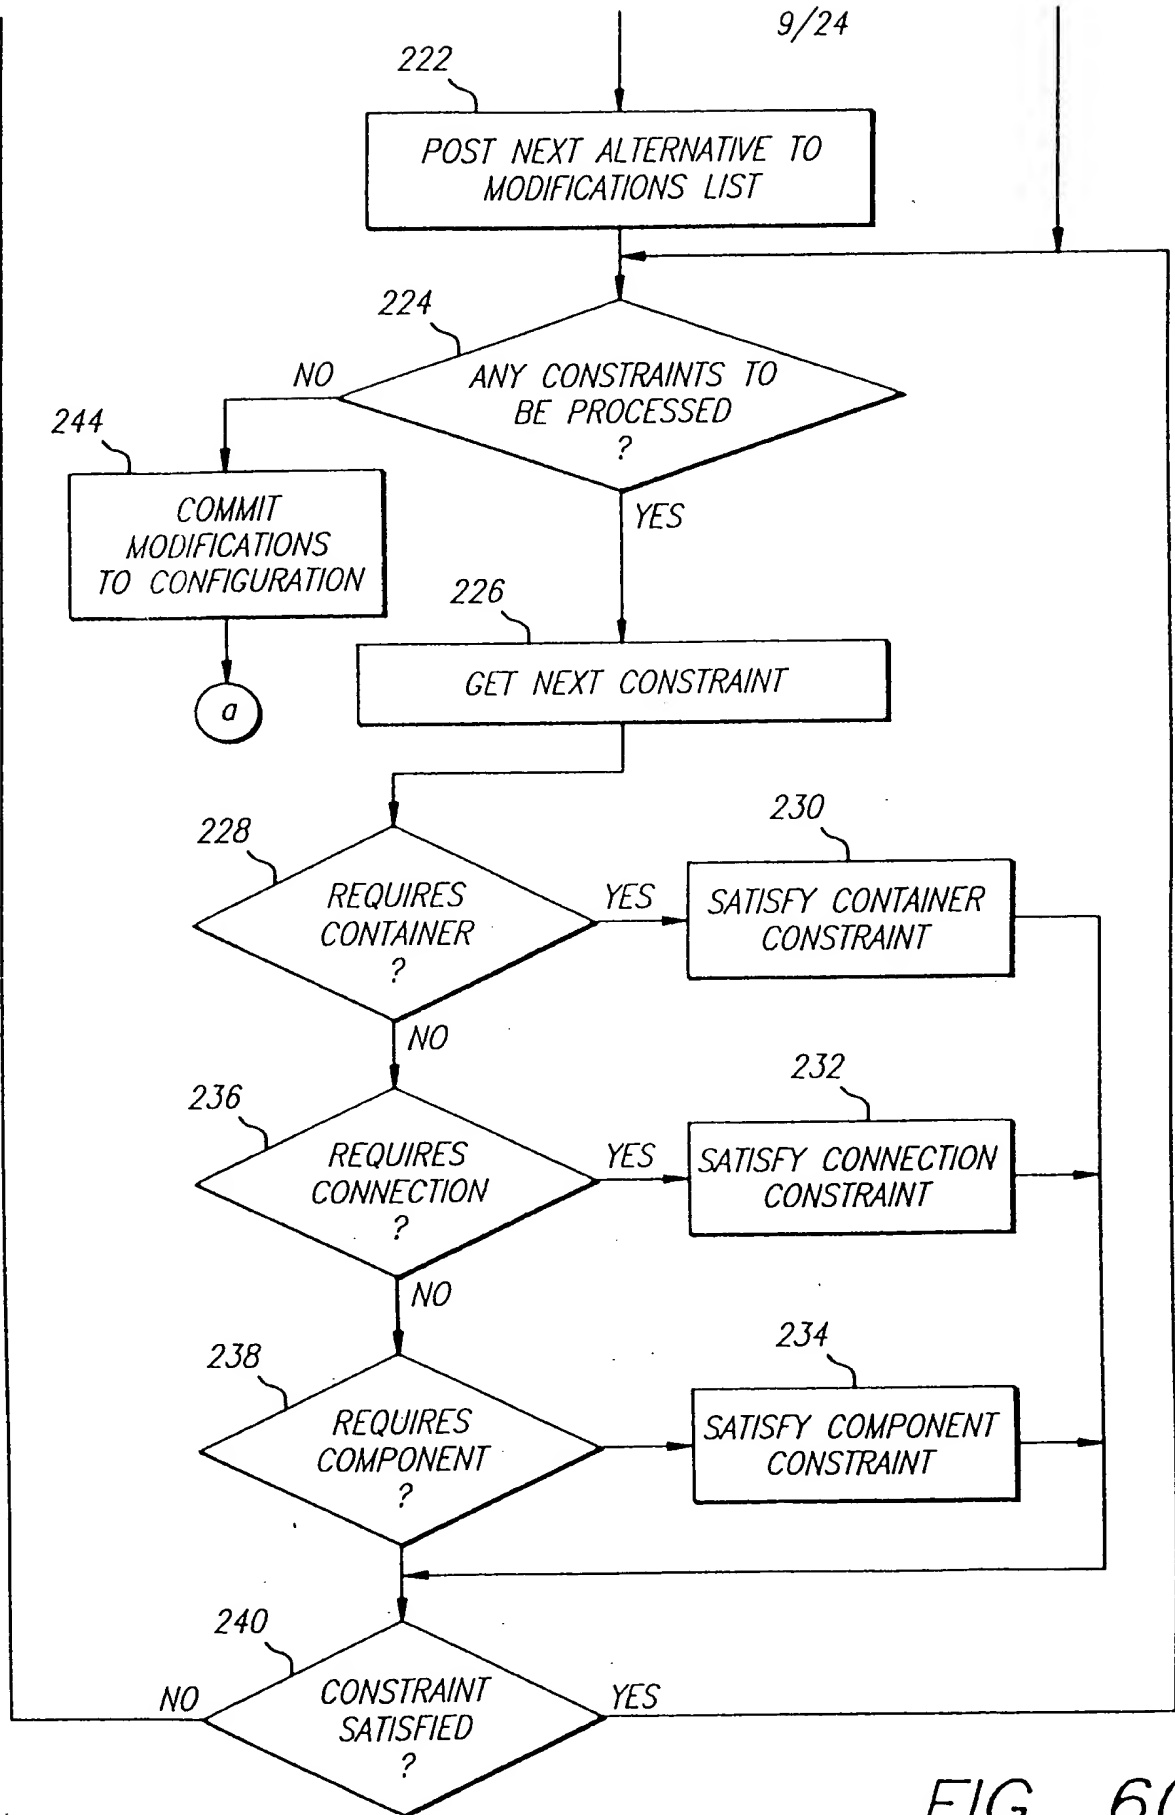 9/24
222
POST NEXT ALTERNATIVE TO
MODIFICATIONS LIST
224
NO
ANY CONSTRAINTS TO
BE PROCESSED
?
244
COMMIT
MODIFICATIONS
TO CONFIGURATION
YES
226
GET NEXT CONSTRAINT
a
228
REQUIRES
CONTAINER
?
YES
230
SATISFY CONTAINER
CONSTRAINT
NO
236
REQUIRES
CONNECTION
?
YES
232
SATISFY CONNECTION
CONSTRAINT
NO
238
REQUIRES
COMPONENT
?
234
SATISFY COMPONENT
CONSTRAINT
240
NO
CONSTRAINT
SATISFIED
?
YES
FIG. 6